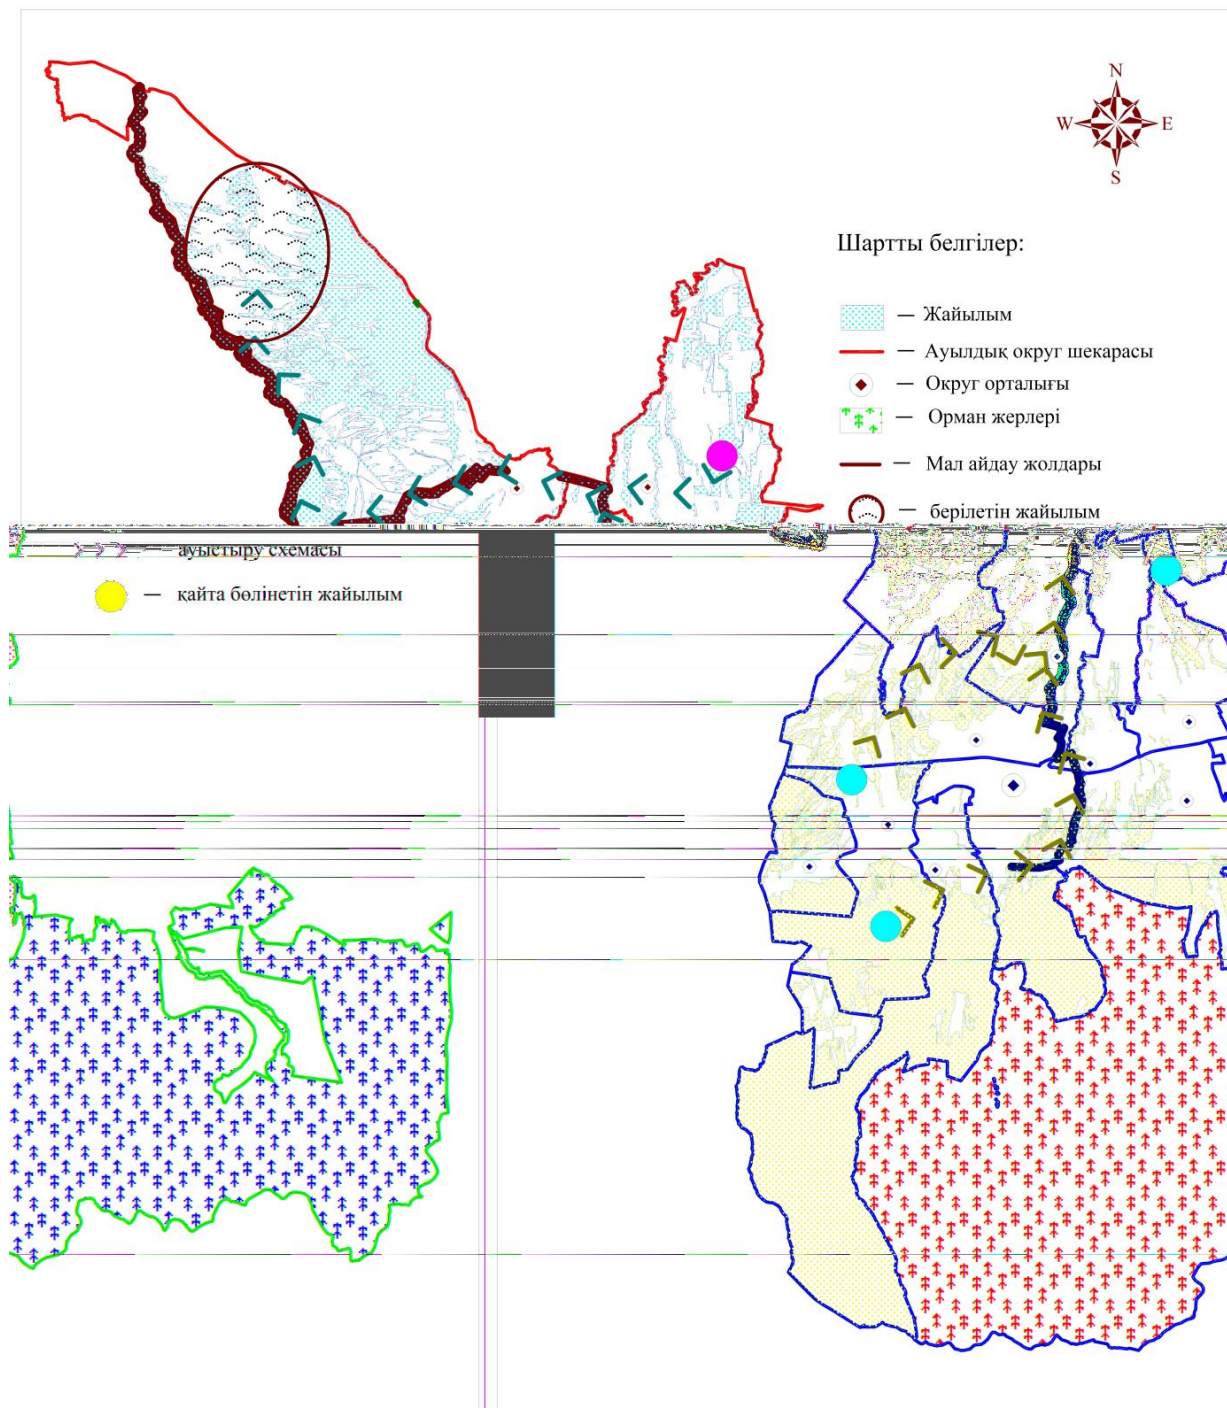 N
W E
S
Шартты белгілер:
— Жайылым
— Ауылдық округ шекарасы
— Округ орталығы
— Орман жерлері
— Мал айдау жолдары
— берілетін жайылым
ауыстыру схемасы
— қайта бөлінетін жайылым